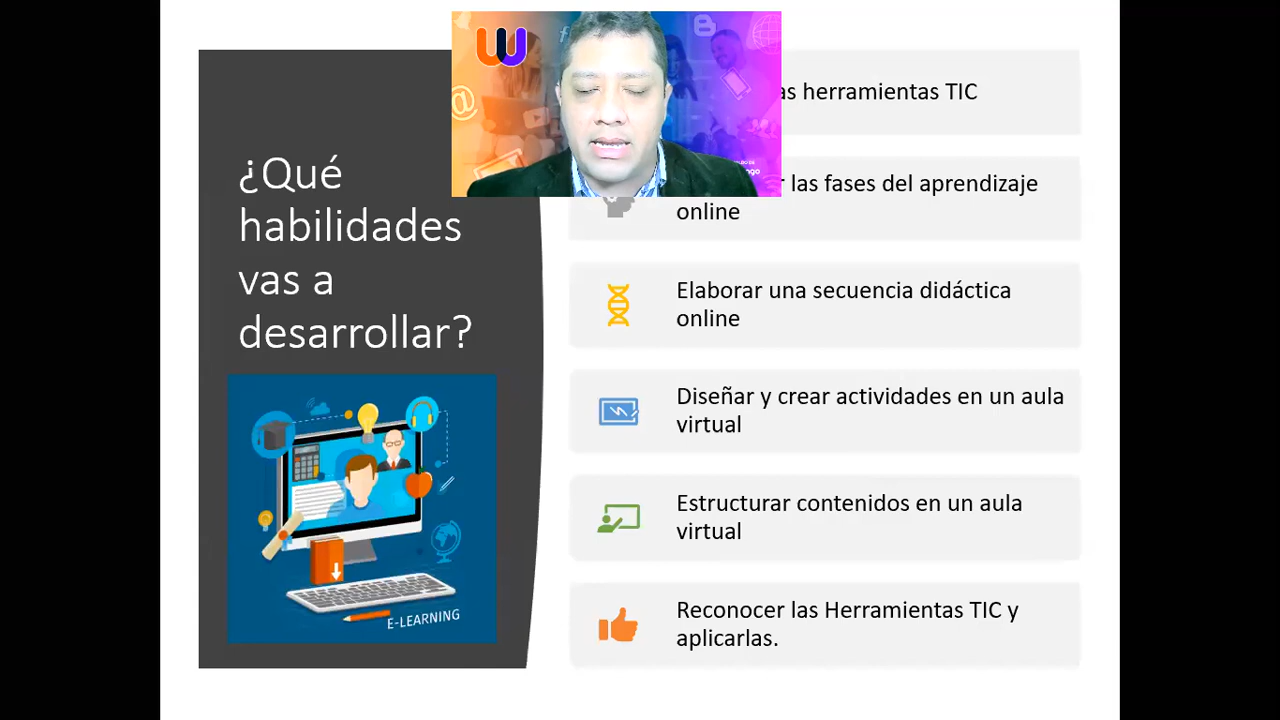 ¿Qué
habilidades
vas a
desarrollar?
E-LEARNING
as herramientas TIC
las fases del aprendizaje
online
Elaborar una secuencia didáctica
online
Diseñar y crear actividades en un aula
virtual
Estructurar contenidos en un aula
virtual
Reconocer las Herramientas TIC y
aplicarlas.